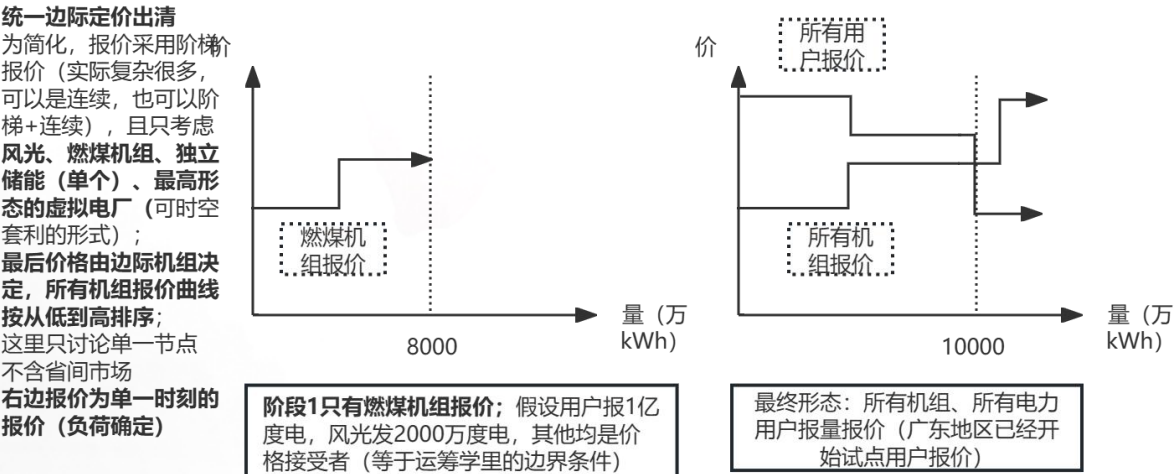 统一边际定价出清
为简化，报价采用阶梯
报价（实际复杂很多，
可以是连续，也可以阶
梯+连续），且只考虑
风光、燃煤机组、独立
储能（单个）、最高形
态的虚拟电厂（可时空
套利的形式）；
最后价格由边际机组决
定，所有机组报价曲线
按从低到高排序；
这里只讨论单一节点
不含省间市场
右边报价为单一时刻的
报价（负荷确定）
价
燃煤机
组报价
量（万
kWh）
8000
阶段1只有燃煤机组报价；假设用户报1亿
度电，风光发2000万度电，其他均是价
格接受者（等于运筹学里的边界条件）
价
所有用
户报价
所有机
组报价
量（万
kWh）
10000
最终形态：所有机组、所有电力
用户报量报价（广东地区已经开
始试点用户报价）